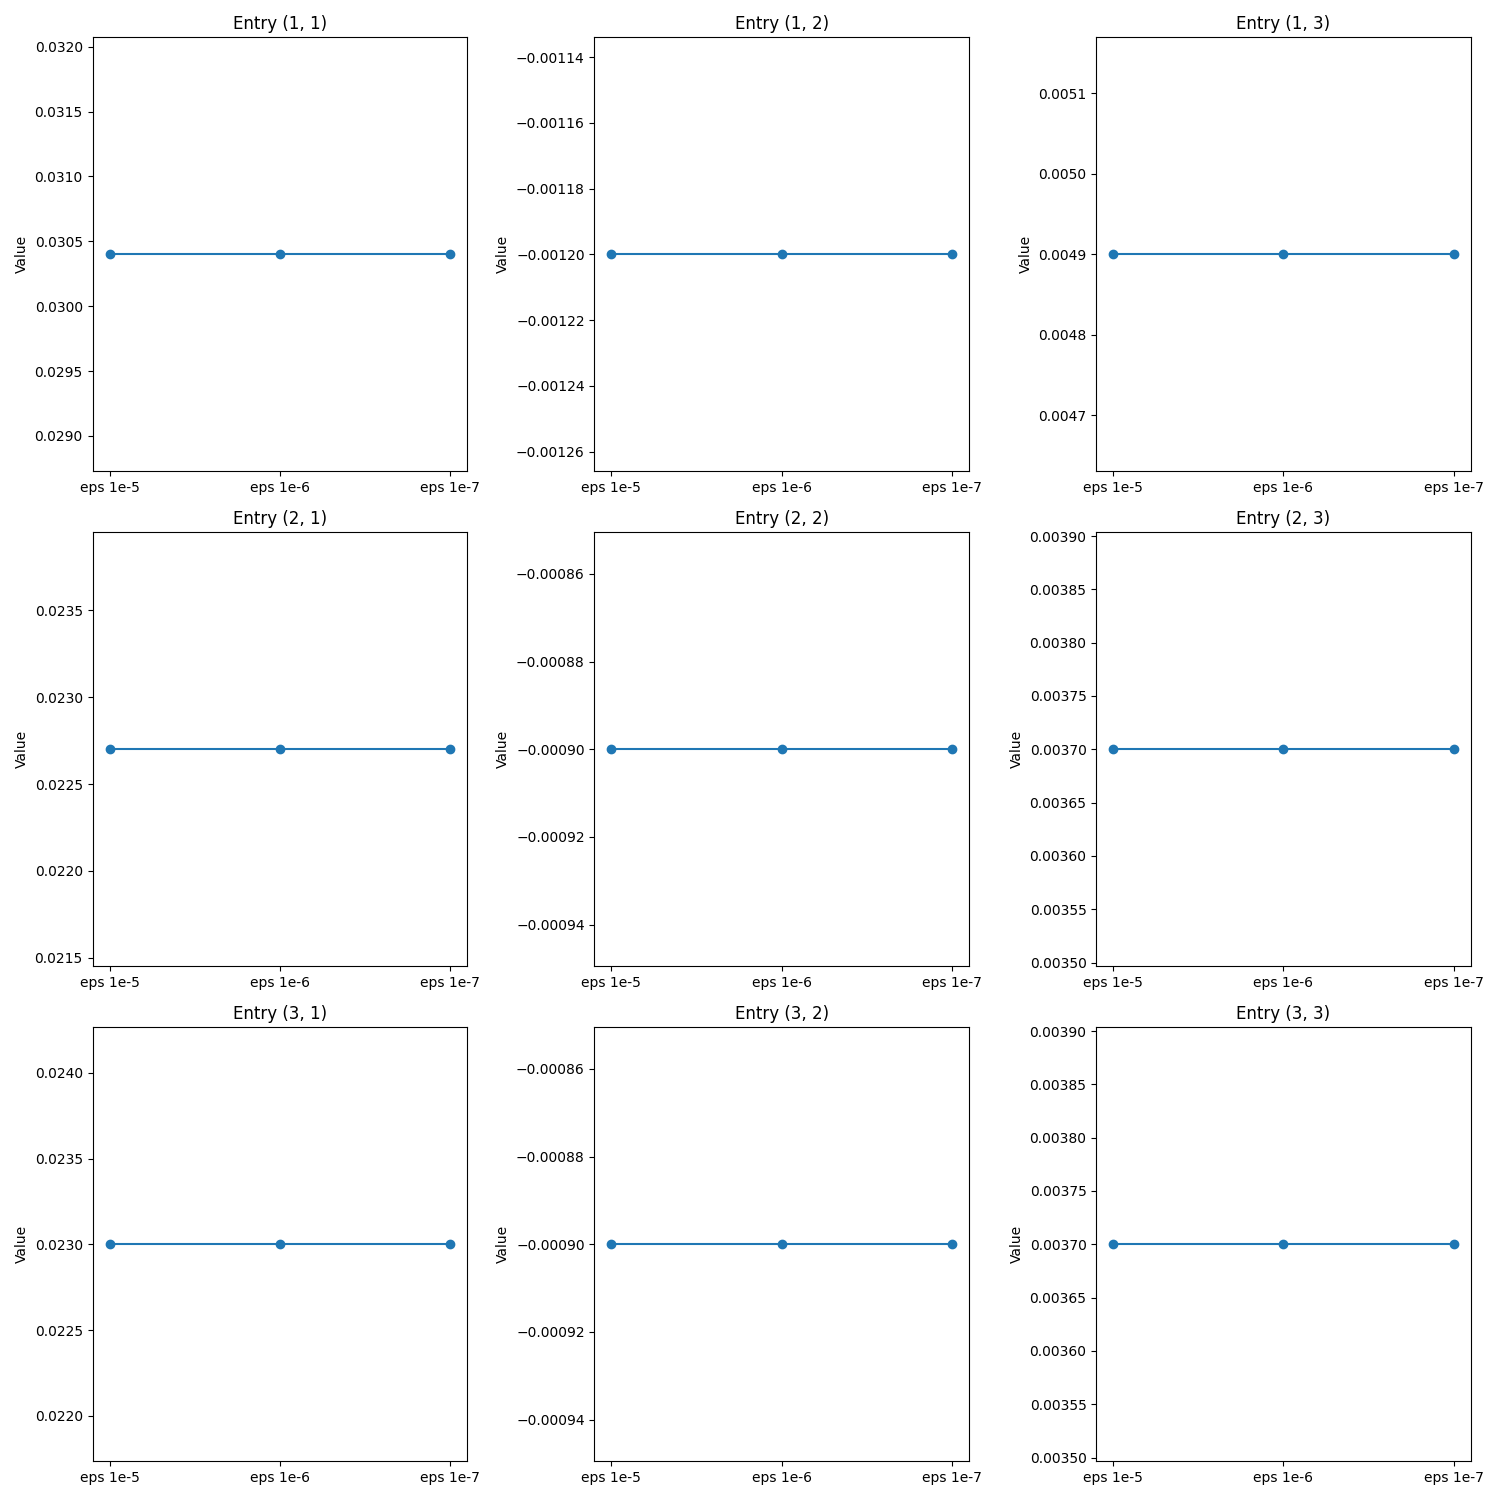 Entry (1, 1)
0.0320
0.0315
0.0310
0.0305
0.0300
0.0295
0.0290
Value
eps 1e-5 eps 1e-6 eps 1e-7
Entry (1, 2)
−0.00114
−0.00116
−0.00118
−0.00120
−0.00122
−0.00124
−0.00126
Value
eps 1e-5 eps 1e-6 eps 1e-7
Entry (1, 3)
0.0051
0.0050
0.0049
0.0048
0.0047
Value
eps 1e-5 eps 1e-6 eps 1e-7
Entry (2, 1)
0.0235
0.0230
0.0225
0.0220
0.0215
Value
eps 1e-5 eps 1e-6 eps 1e-7
Entry (2, 2)
−0.00086
−0.00088
−0.00090
−0.00092
−0.00094
Value
eps 1e-5 eps 1e-6 eps 1e-7
Entry (2, 3)
0.00390
0.00385
0.00380
0.00375
0.00370
0.00365
0.00360
0.00355
0.00350
Value
eps 1e-5 eps 1e-6 eps 1e-7
Entry (3, 1)
0.0240
0.0235
0.0230
0.0225
0.0220
Value
eps 1e-5 eps 1e-6 eps 1e-7
Entry (3, 2)
−0.00086
−0.00088
−0.00090
−0.00092
−0.00094
Value
eps 1e-5 eps 1e-6 eps 1e-7
Entry (3, 3)
0.00390
0.00385
0.00380
0.00375
0.00370
0.00365
0.00360
0.00355
0.00350
Value
eps 1e-5 eps 1e-6 eps 1e-7